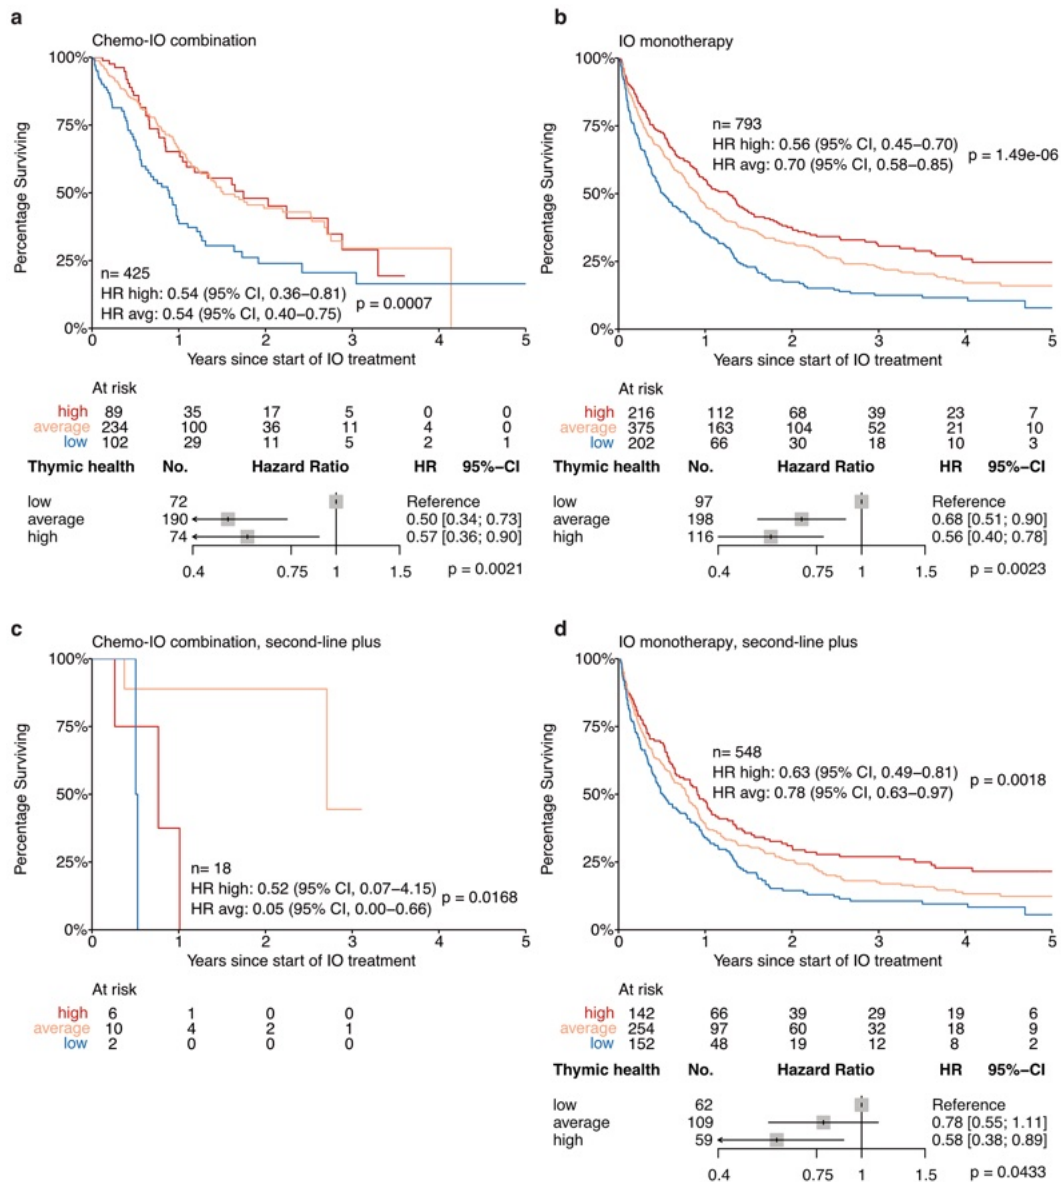 a
Chemo-IO combination
100%
75%
50%
25%
0%
Percentage Surviving
n= 425
HR high: 0.54 (95% CI, 0.36−0.81)
HR avg: 0.54 (95% CI, 0.40−0.75)
p = 0.0007
0 1 2 3 4 5
Years since start of IO treatment
At risk
high 89 35 17 5 0 0
average 234 100 36 11 4 0
low 102 29 11 5 2 1
Thymic health No. Hazard Ratio HR 95%−CI
low 72 Reference
average 190 0.50 [0.34; 0.73]
high 74 0.57 [0.36; 0.90]
0.4 0.75 1 1.5 p = 0.0021
b
IO monotherapy
100%
75%
50%
25%
0%
Percentage Surviving
n= 793
HR high: 0.56 (95% CI, 0.45−0.70)
HR avg: 0.70 (95% CI, 0.58−0.85)
p = 1.49e-06
0 1 2 3 4 5
Years since start of IO treatment
At risk
high 216 112 68 39 23 7
average 375 163 104 52 21 10
low 202 66 30 18 10 3
Thymic health No. Hazard Ratio HR 95%−CI
low 97 Reference
average 198 0.68 [0.51; 0.90]
high 116 0.56 [0.40; 0.78]
0.4 0.75 1 1.5 p = 0.0023
c
Chemo-IO combination, second-line plus
100%
75%
50%
25%
0%
Percentage Surviving
n= 18
HR high: 0.52 (95% CI, 0.07−4.15)
HR avg: 0.05 (95% CI, 0.00−0.66)
p = 0.0168
0 1 2 3 4 5
Years since start of IO treatment
At risk
high 6 1 0 0
average 10 4 2 1
low 2 0 0 0
d
IO monotherapy, second-line plus
100%
75%
50%
25%
0%
Percentage Surviving
n= 548
HR high: 0.63 (95% CI, 0.49−0.81)
HR avg: 0.78 (95% CI, 0.63−0.97)
p = 0.0018
0 1 2 3 4 5
Years since start of IO treatment
At risk
high 142 66 39 29 19 6
average 254 97 60 32 18 9
low 152 48 19 12 8 2
Thymic health No. Hazard Ratio HR 95%−CI
low 62 Reference
average 109 0.78 [0.55; 1.11]
high 59 0.58 [0.38; 0.89]
0.4 0.75 1 1.5 p = 0.0433